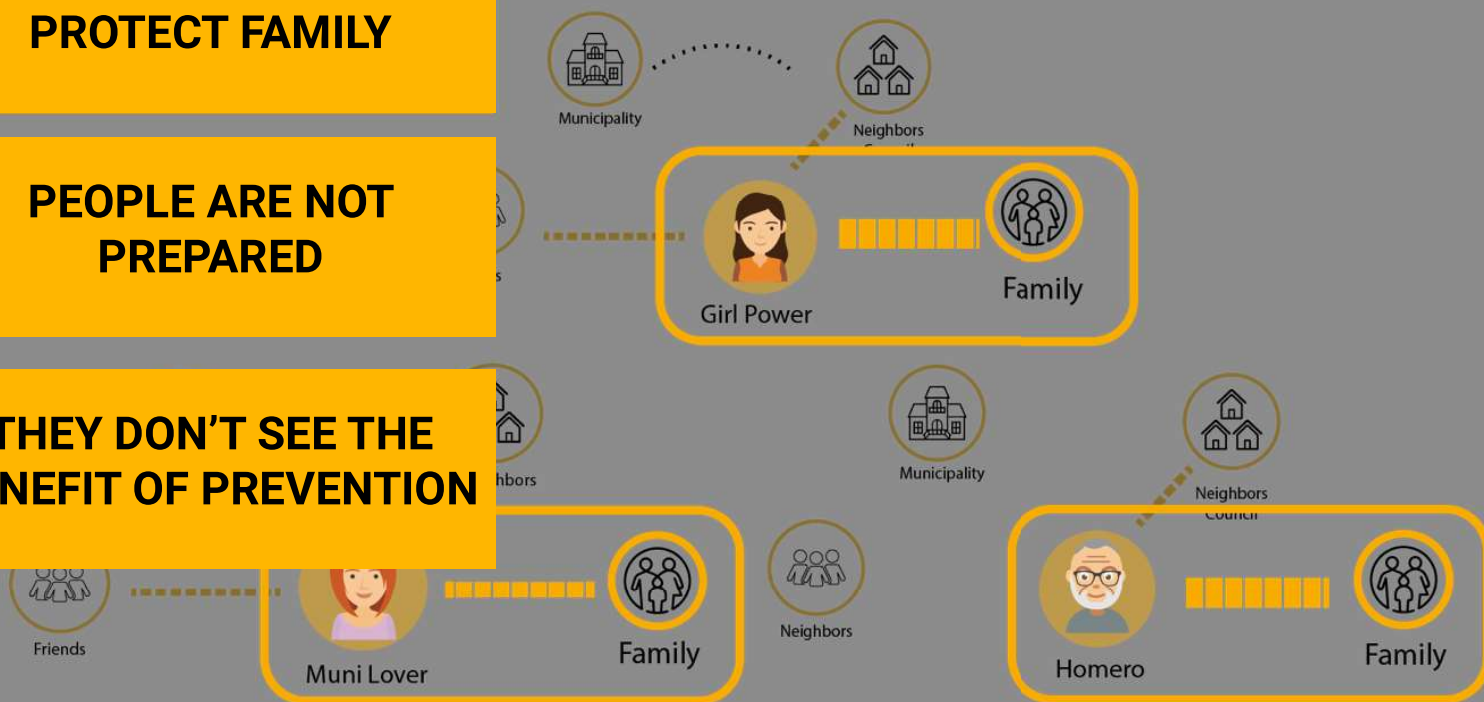 PROTECT FAMILY
Municipality
Neighbors
PEOPLE ARE NOT
PREPARED
Girl Power
Family
THEY DON'T SEE THE
NEFIT OF PREVENTION
hbors
Municipality
Neighbors
Council
Friends
Muni Lover
Family
Neighbors
Homero
Family